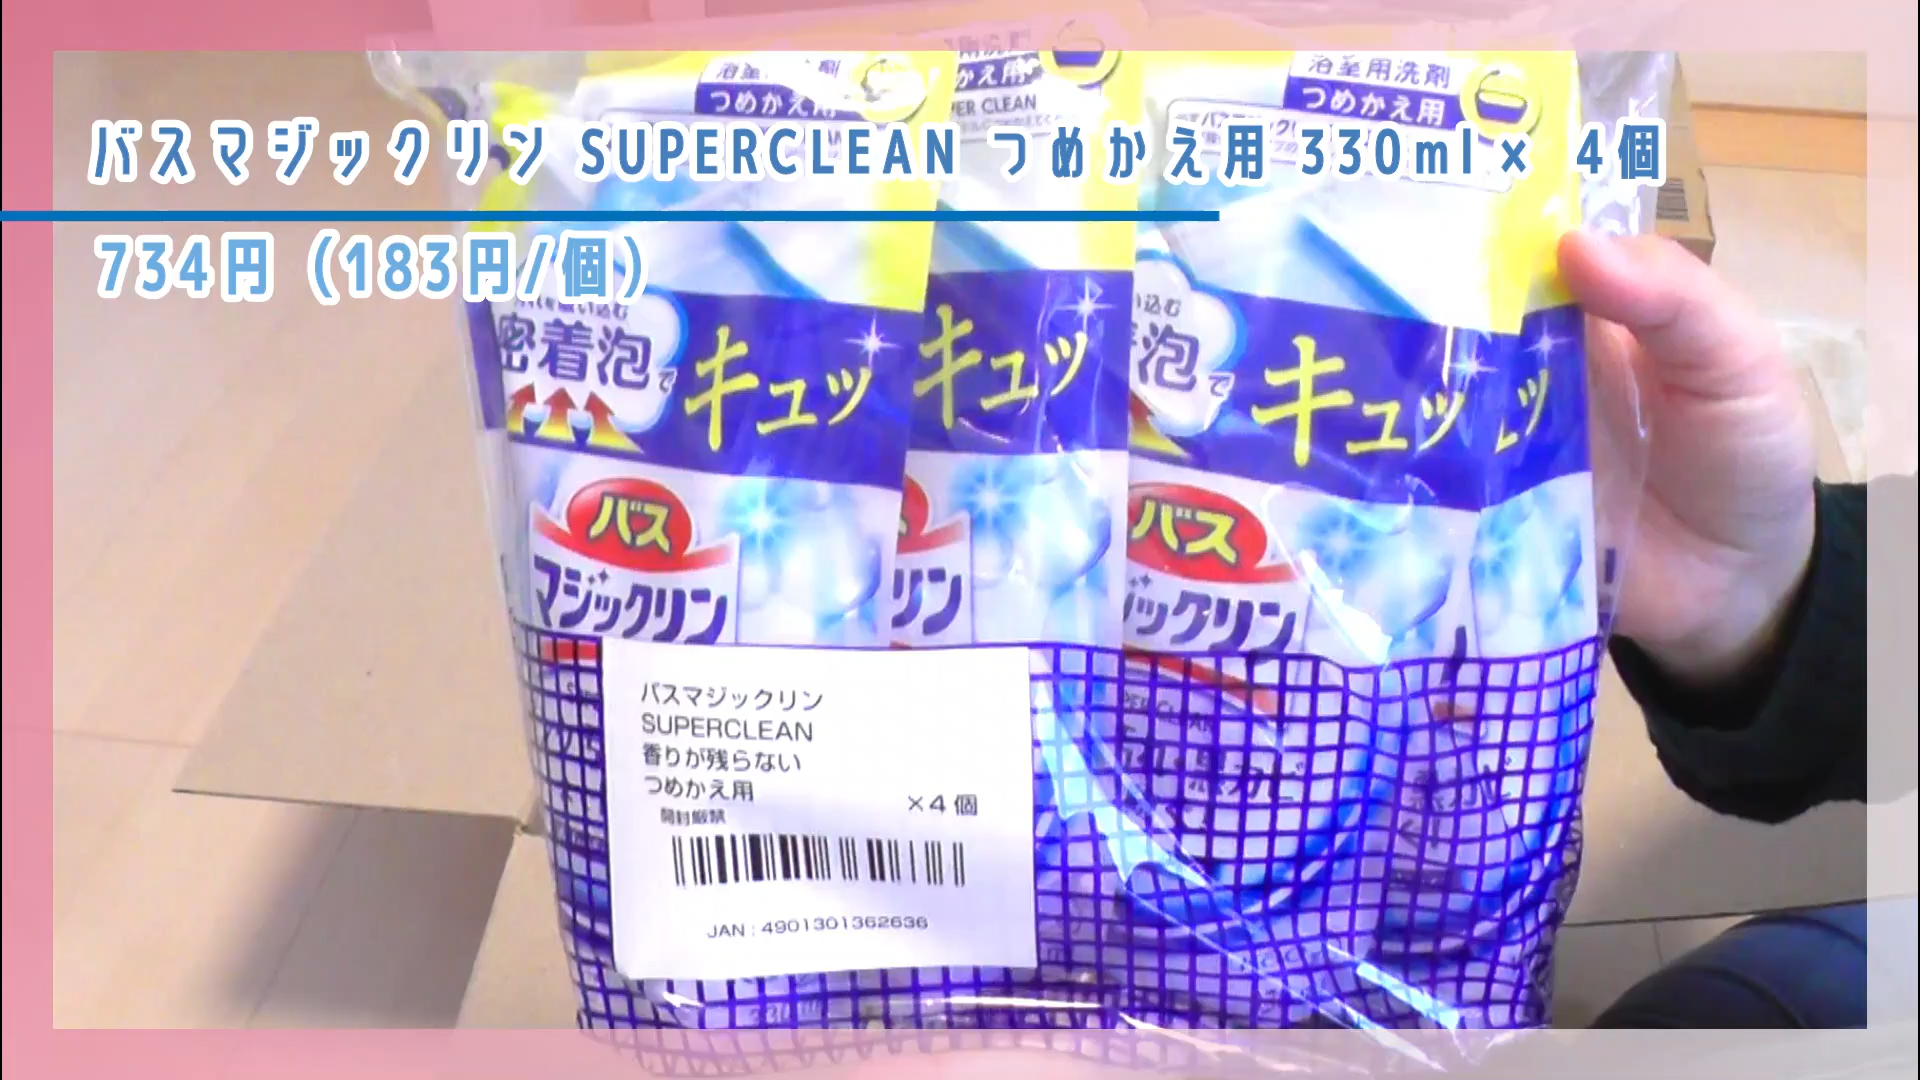 浴室用洗剤
つめかえ用
かえ用
浴室用洗剤
つめかえ用
バスマジックリン SUPERCLEAN つめかえ用 330ml× 4個
734円（183円/個）
密着泡で
キュッ
キュッ
込む
泡で
キュッ
ッ
バス
マジックリン
リン
バス
ジックリン
バスマジックリン
SUPERCLEAN
香りが残らない
つめかえ用 ×4個
開封厳禁
JAN : 4901301362636